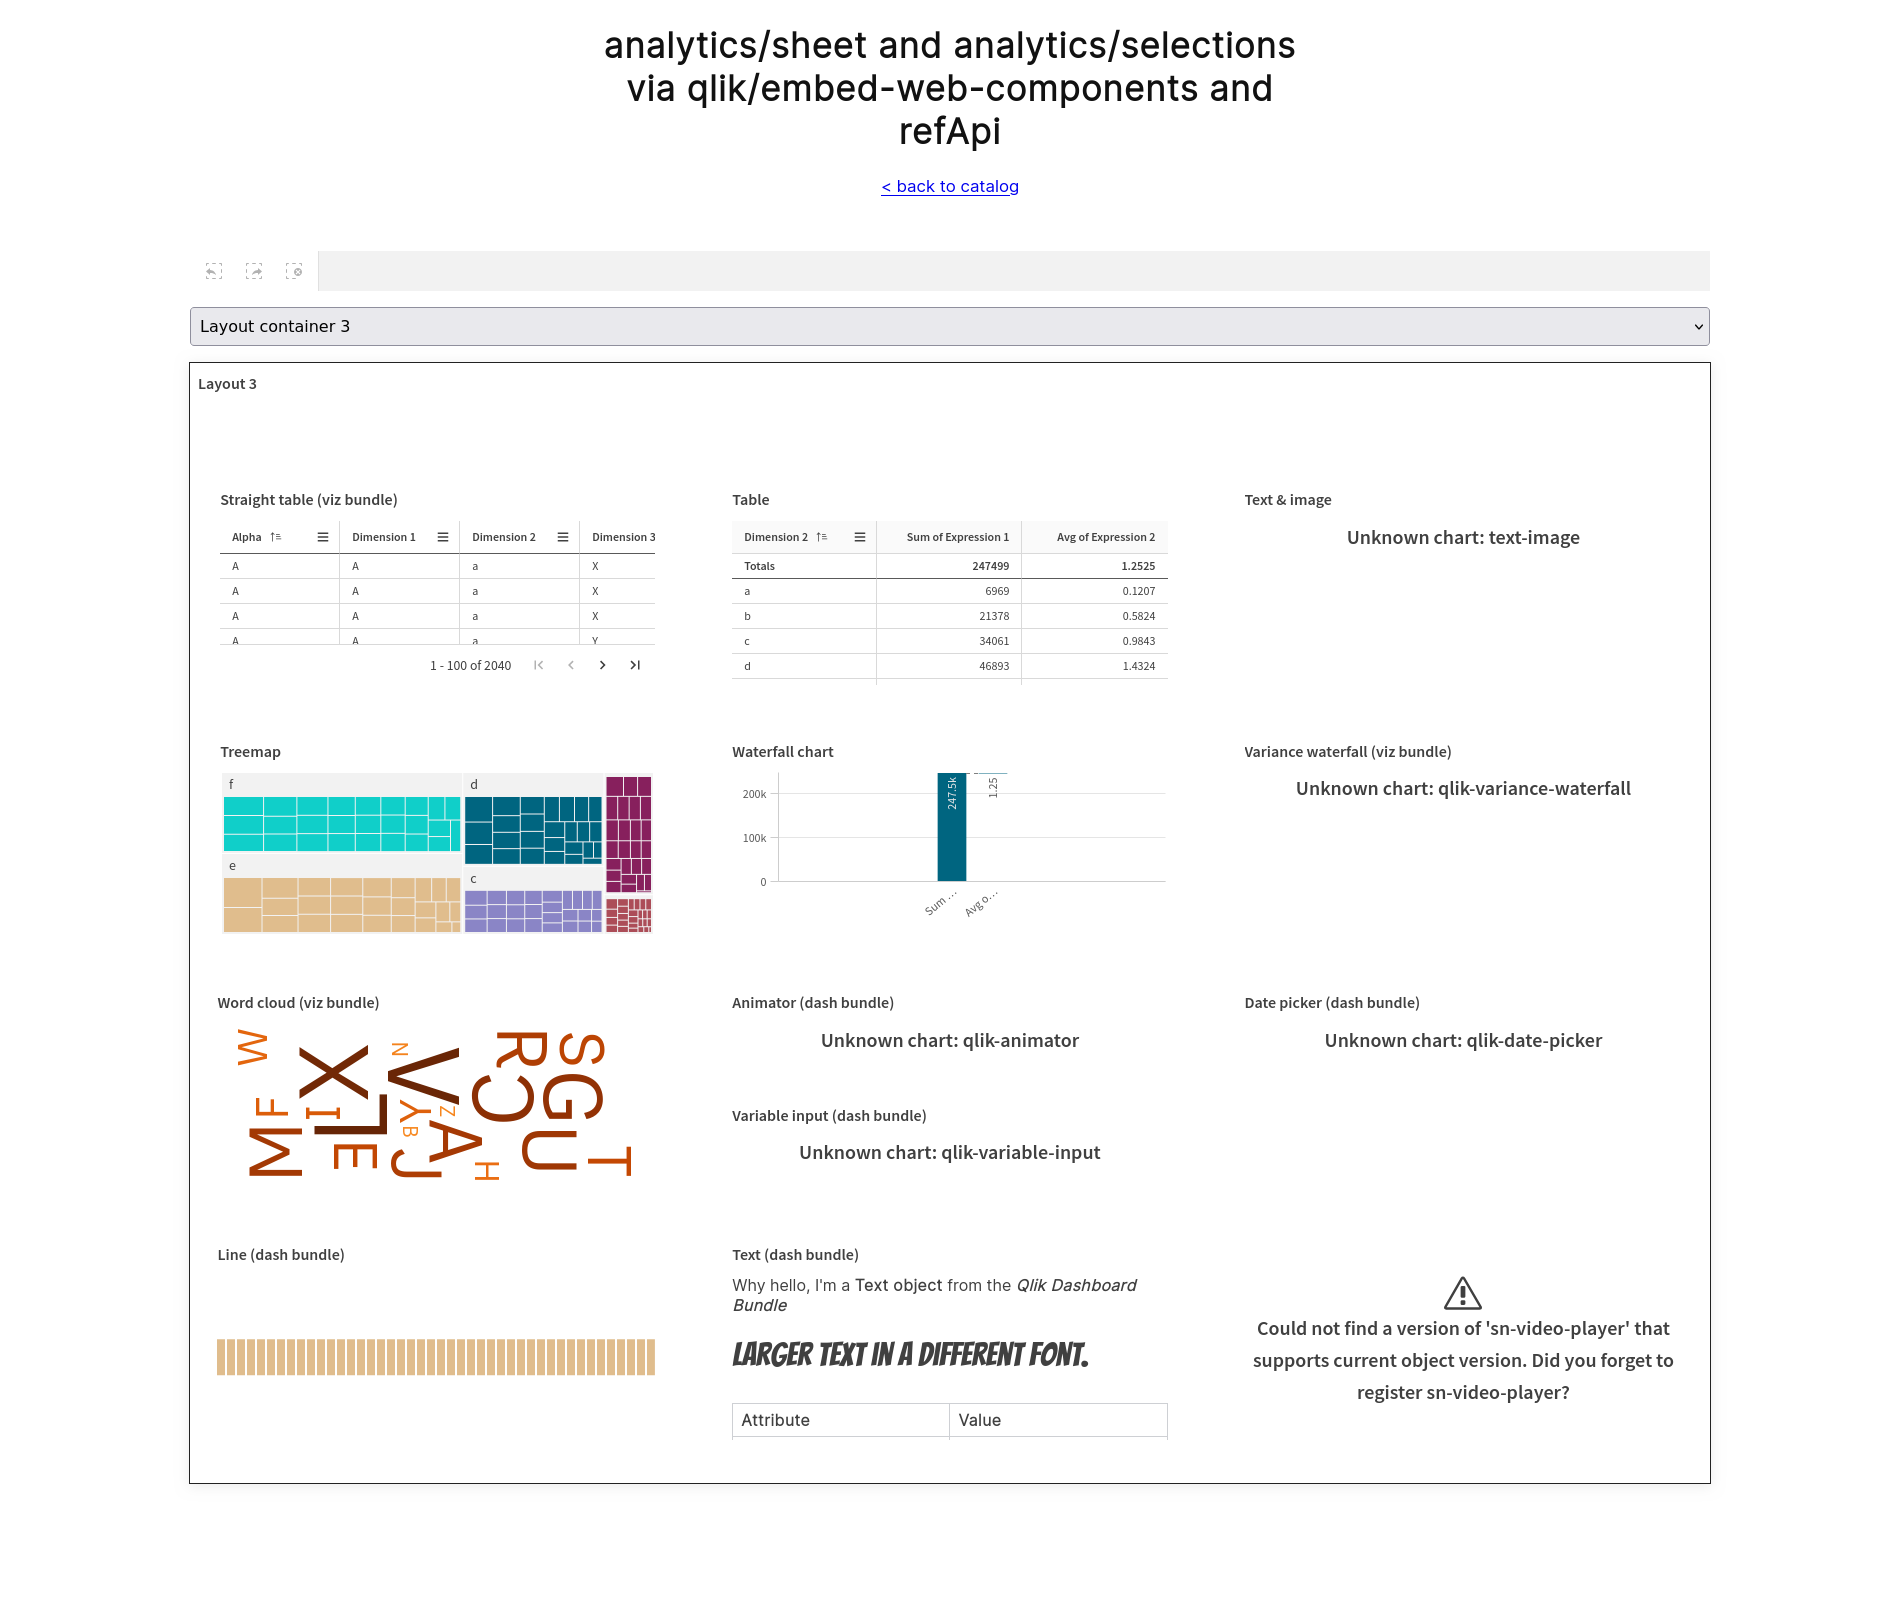 analytics/sheet and analytics/selections
via qlik/embed-web-components and
refApi
< back to catalog
Layout container 3
Layout 3
Straight table (viz bundle)
Alpha Dimension 1 Dimension 2 Dimension 3
A A a X
A A a X
A A a X
A A a Y
1 - 100 of 2040
Table
Dimension 2 Sum of Expression 1 Avg of Expression 2
Totals 247499 1.2525
a 6969 0.1207
b 21378 0.5824
c 34061 0.9843
d 46893 1.4324
Text & image
Unknown chart: text-image
Treemap
f
d
e
c
Waterfall chart
200k
100k
0
247.5k
1.25
Sum ...
Avg o...
Variance waterfall (viz bundle)
Unknown chart: qlik-variance-waterfall
Word cloud (viz bundle)
W
X
N
V
R
S
F
I
L
Y
Z
B
C
G
M
E
J
A
H
U
T
Animator (dash bundle)
Unknown chart: qlik-animator
Date picker (dash bundle)
Unknown chart: qlik-date-picker
Variable input (dash bundle)
Unknown chart: qlik-variable-input
Line (dash bundle)
Text (dash bundle)
Why hello, I'm a Text object from the Qlik Dashboard
Bundle
LARGER TEXT IN A DIFFERENT FONT.
Attribute Value
Could not find a version of 'sn-video-player' that
supports current object version. Did you forget to
register sn-video-player?